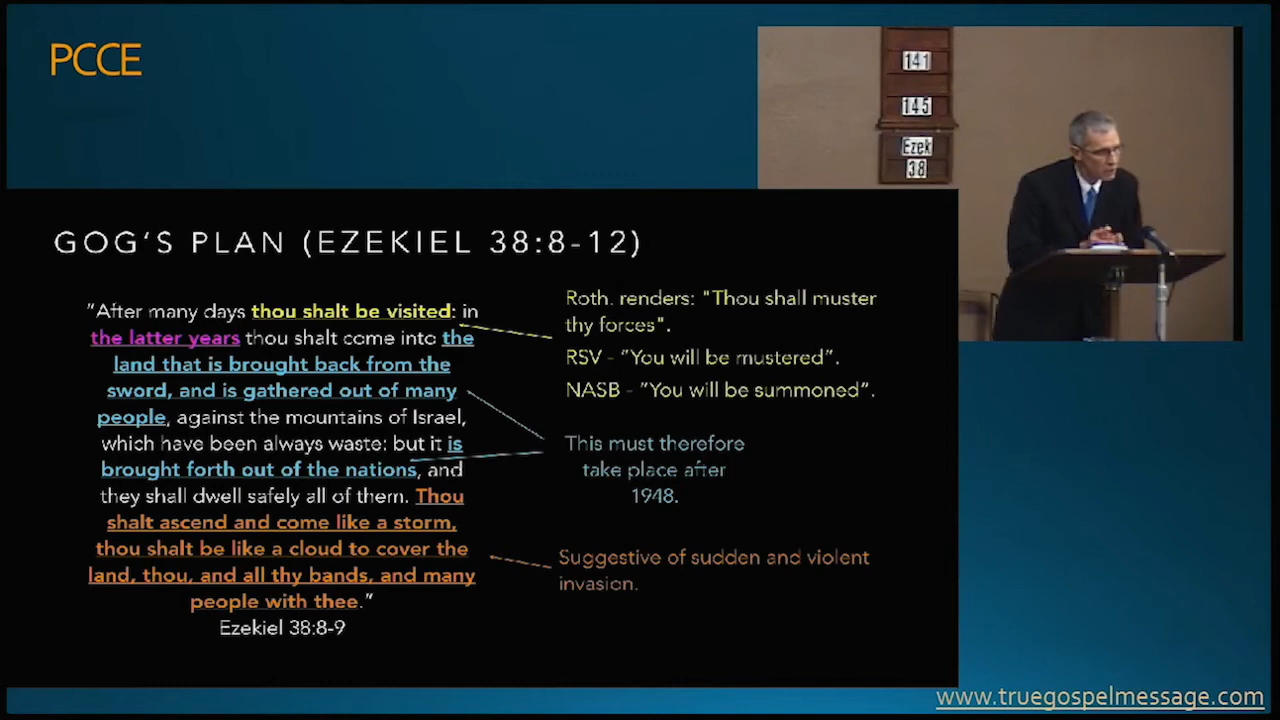 PCCE
141
145
Ezek
38
GOG'S PLAN (EZEKIEL 38:8-12)
"After many days thou shalt be visited: in
the latter years thou shalt come into the
land that is brought back from the
sword, and is gathered out of many
people, against the mountains of Israel,
which have been always waste: but it is
brought forth out of the nations, and
they shall dwell safely all of them. Thou
shalt ascend and come like a storm,
thou shalt be like a cloud to cover the
land, thou, and all thy bands, and many
people with thee."
Ezekiel 38:8-9
Roth. renders: "Thou shall muster
thy forces".
RSV - "You will be mustered".
NASB - "You will be summoned".
This must therefore
take place after
1948.
Suggestive of sudden and violent
invasion.
www.truegospelmessage.com